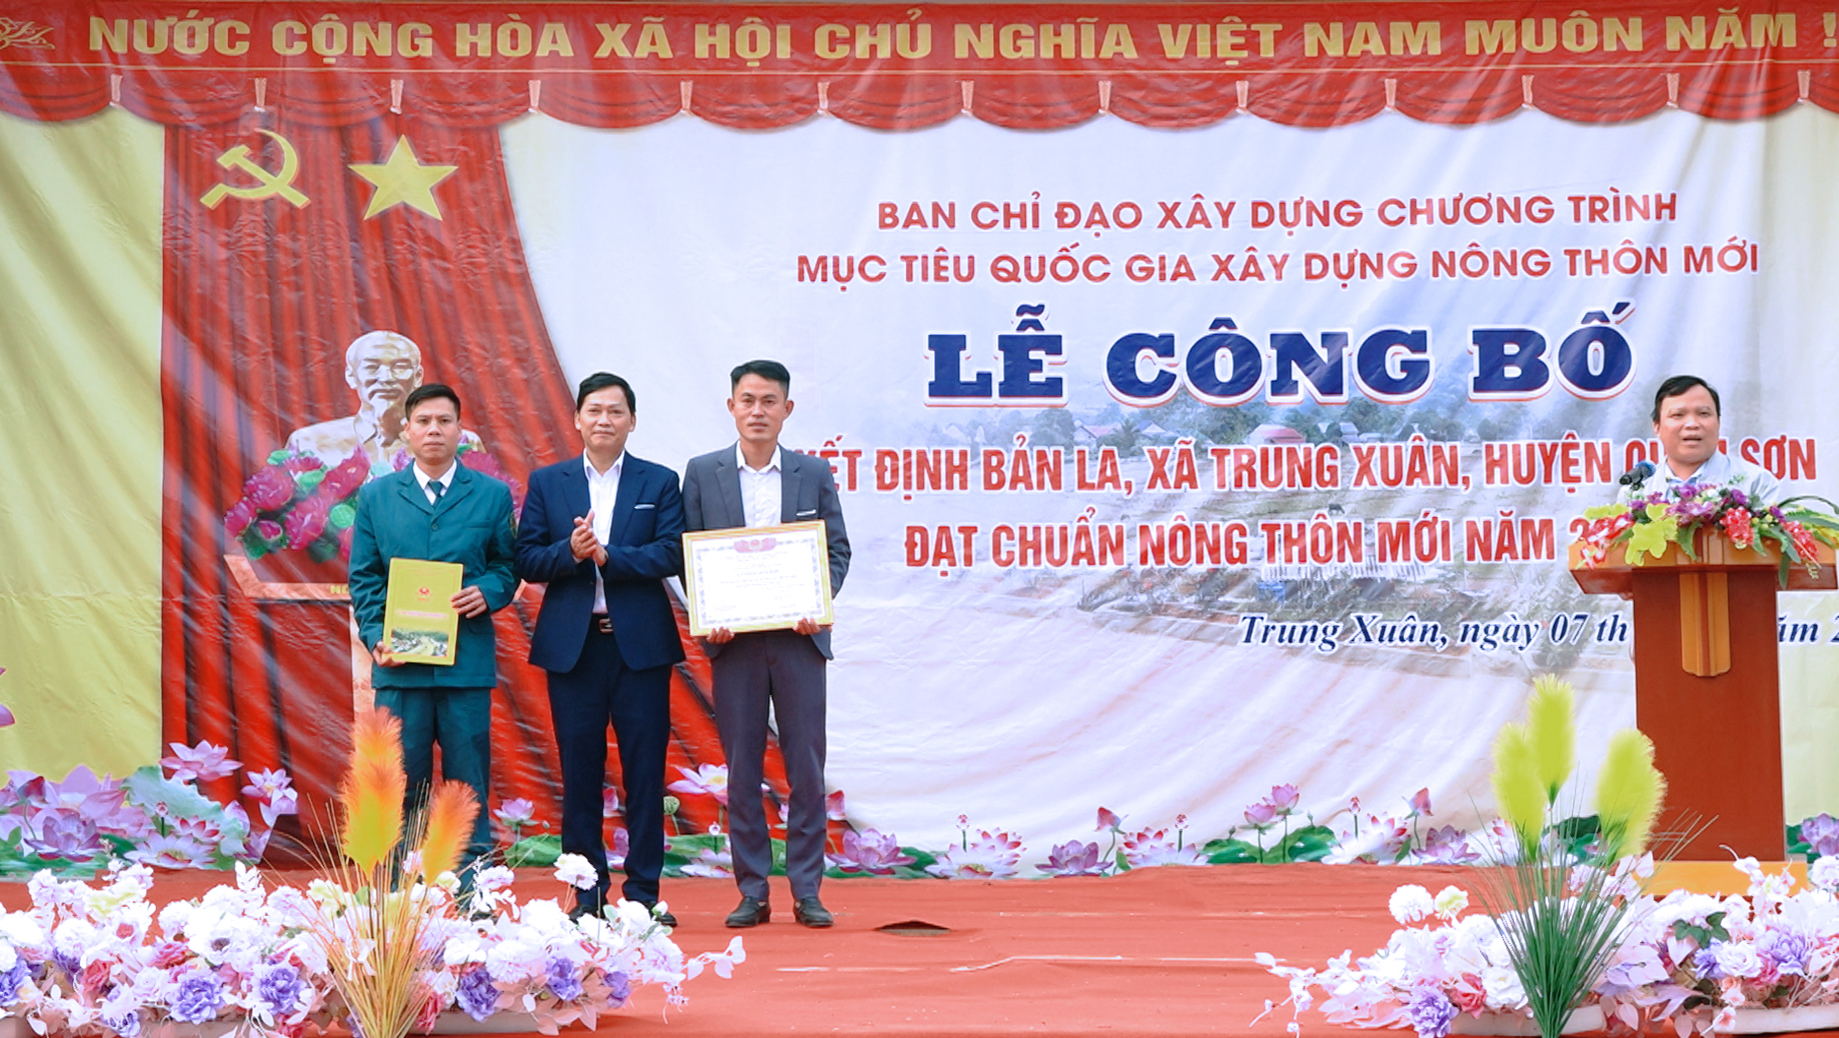 NƯỚC CỘNG HÒA XÃ HỘI CHỦ NGHĨA VIỆT NAM MUÔN NĂM !
BAN CHỈ ĐẠO XÂY DỰNG CHƯƠNG TRÌNH
MỤC TIÊU QUỐC GIA XÂY DỰNG NÔNG THÔN MỚI
LỄ CÔNG BỐ
ĐỊNH BẢN LA, XÃ TRUNG XUÂN, HUYỆN SƠN
ĐẠT CHUẨN NÔNG THÔN MỚI NĂM
Trung Xuân, ngày 07